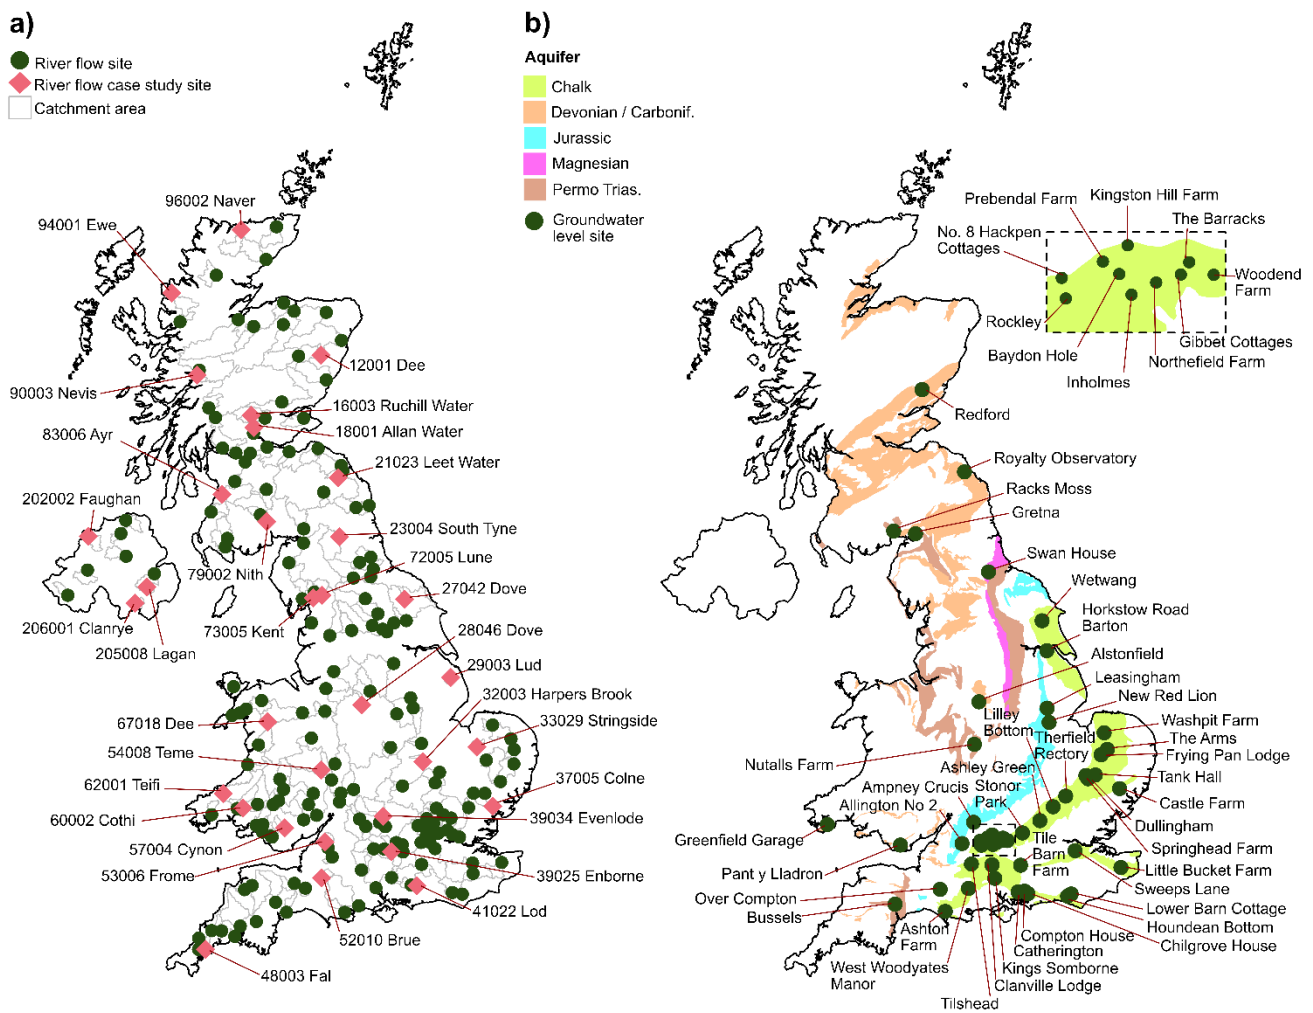 a)
River flow site
River flow case study site
Catchment area
96002 Naver
94001 Ewe
12001 Dee
90003 Nevis
16003 Ruchill Water
83006 Ayr
18001 Allan Water
21023 Leet Water
202002 Faughan
23004 South Tyne
72005 Lune
79002 Nith
27042 Dove
206001 Clanrye
73005 Kent
28046 Dove
205008 Lagan
29003 Lud
32003 Harpers Brook
67018 Dee
33029 Stringside
54008 Teme
62001 Teifi
37005 Colne
60002 Cothi
39034 Evenlode
57004 Cynon
53006 Frome
39025 Enborne
41022 Lod
52010 Brue
48003 Fal
b)
Aquifer
Chalk
Devonian / Carbonif.
Jurassic
Magnesian
Permo Trias.
Groundwater
level site
Prebendal Farm
Kingston Hill Farm
The Barracks
No. 8 Hackpen
Cottages
Woodend
Farm
Rockley
Baydon Hole
Gibbet Cottages
Northefield Farm
Inholmes
Redford
Royalty Observatory
Racks Moss
Gretna
Swan House
Wetwang
Horkstow Road
Barton
Alstonfield
Leasingham
New Red Lion
Lilley
Bottom
Washpit Farm
Therfield
Rectory
The Arms
Frying Pan Lodge
Nutalls Farm
Ashley Green
Tank Hall
Ampney Crucis
Stonor
Park
Castle Farm
Allington No 2
Dullingham
Greenfield Garage
Tile
Barn
Farm
Springhead Farm
Pant y Lladron
Little Bucket Farm
Sweeps Lane
Over Compton
Bussels
Lower Barn Cottage
Houndean Bottom
Ashton
Farm
Compton House
Chilgrove House
Catherington
West Woodyates
Manor
Kings Somborne
Clanville Lodge
Tilshead